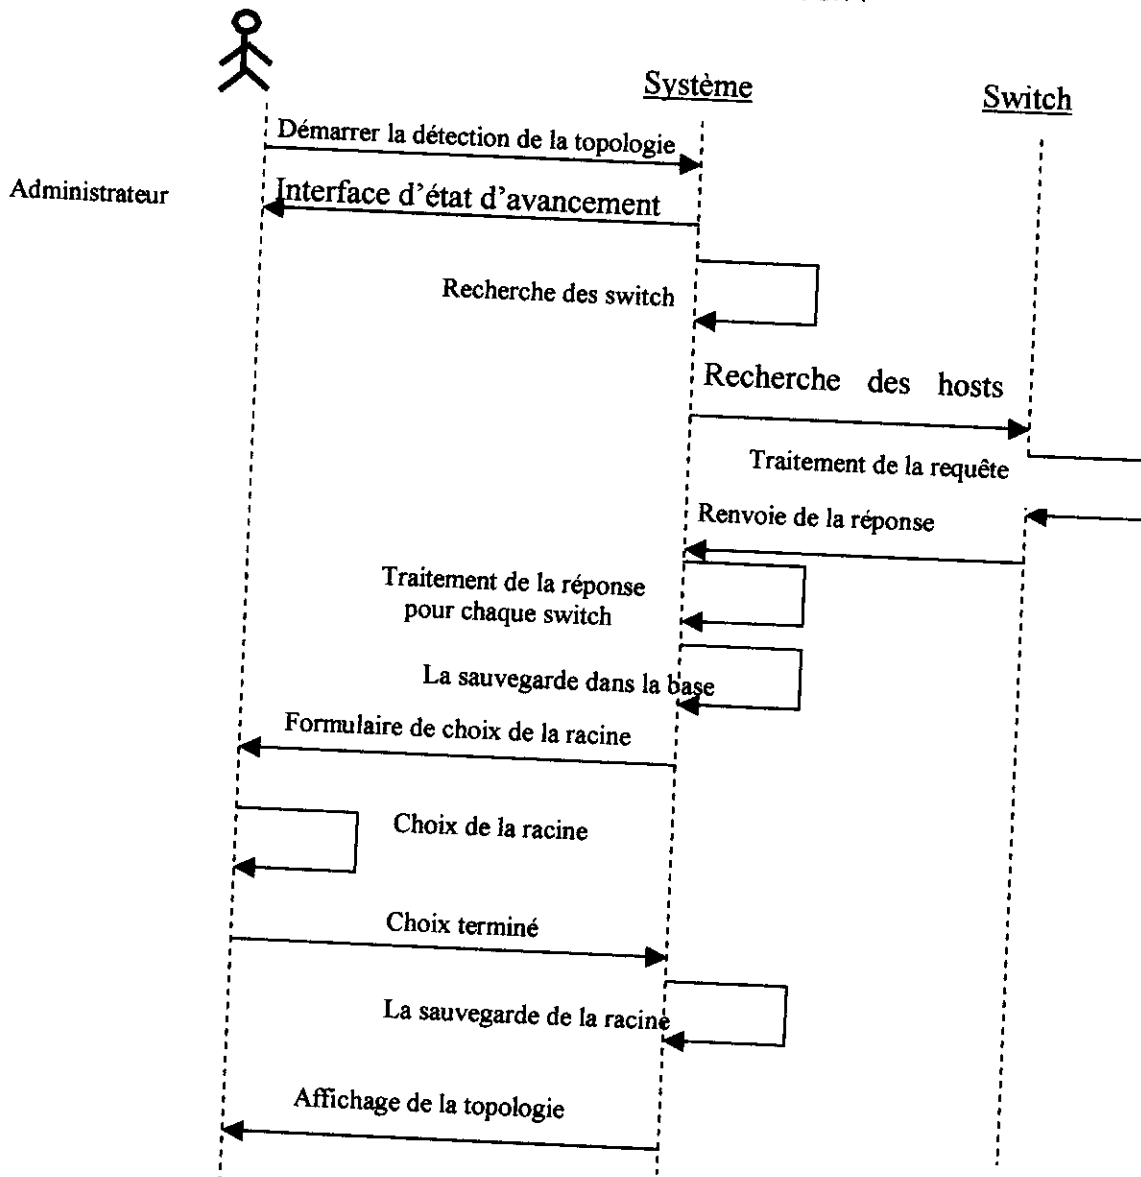 Système
Switch
Démarrer la détection de la topologie
Administrateur
Interface d'état d'avancement
Recherche des switch
Recherche des hosts
Traitement de la requête
Renvoie de la réponse
Traitement de la réponse
pour chaque switch
La sauvegarde dans la base
Formulaire de choix de la racine
Choix de la racine
Choix terminé
La sauvegarde de la racine
Affichage de la topologie